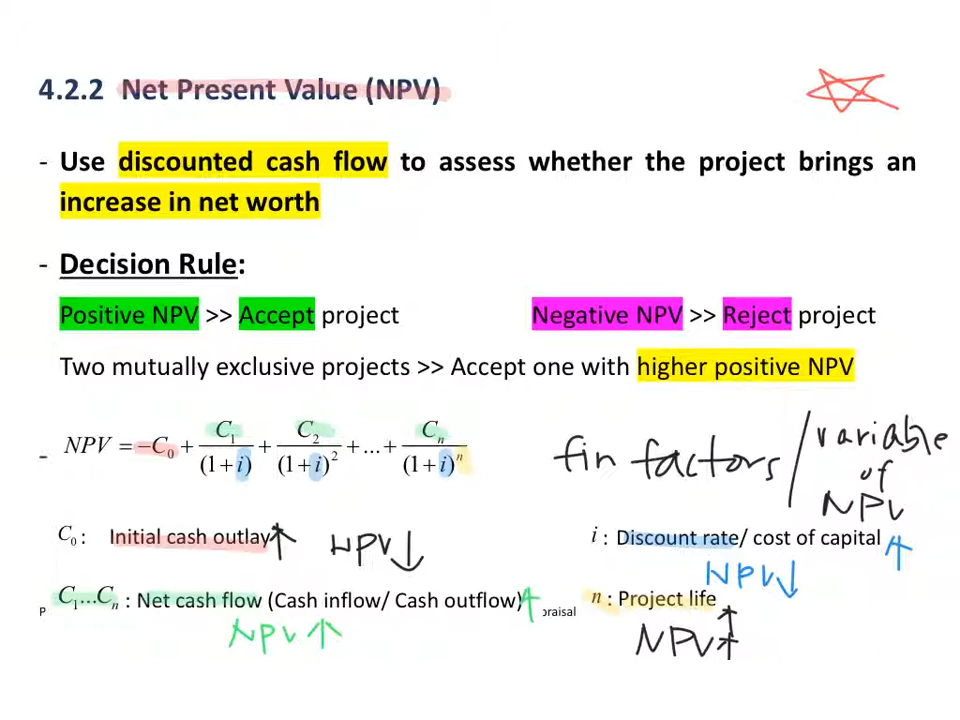 4.2.2 Net Present Value (NPV)
- Use discounted cash flow to assess whether the project brings an
increase in net worth
- Decision Rule:
Positive NPV >> Accept project Negative NPV >> Reject project
Two mutually exclusive projects >> Accept one with higher positive NPV
- NPV = −C₀ + C₁/(1+i) + C₂/(1+i)² + ... + Cₙ/(1+i)ⁿ
fin factors / variable
of
NPV
C₀ : Initial cash outlay ↑ NPV ↓
i : Discount rate/ cost of capital ↑
NPV ↓
C₁...Cₙ : Net cash flow (Cash inflow/ Cash outflow) ↑
NPV ↑
n : Project life ↑
NPV ↑
P praisal